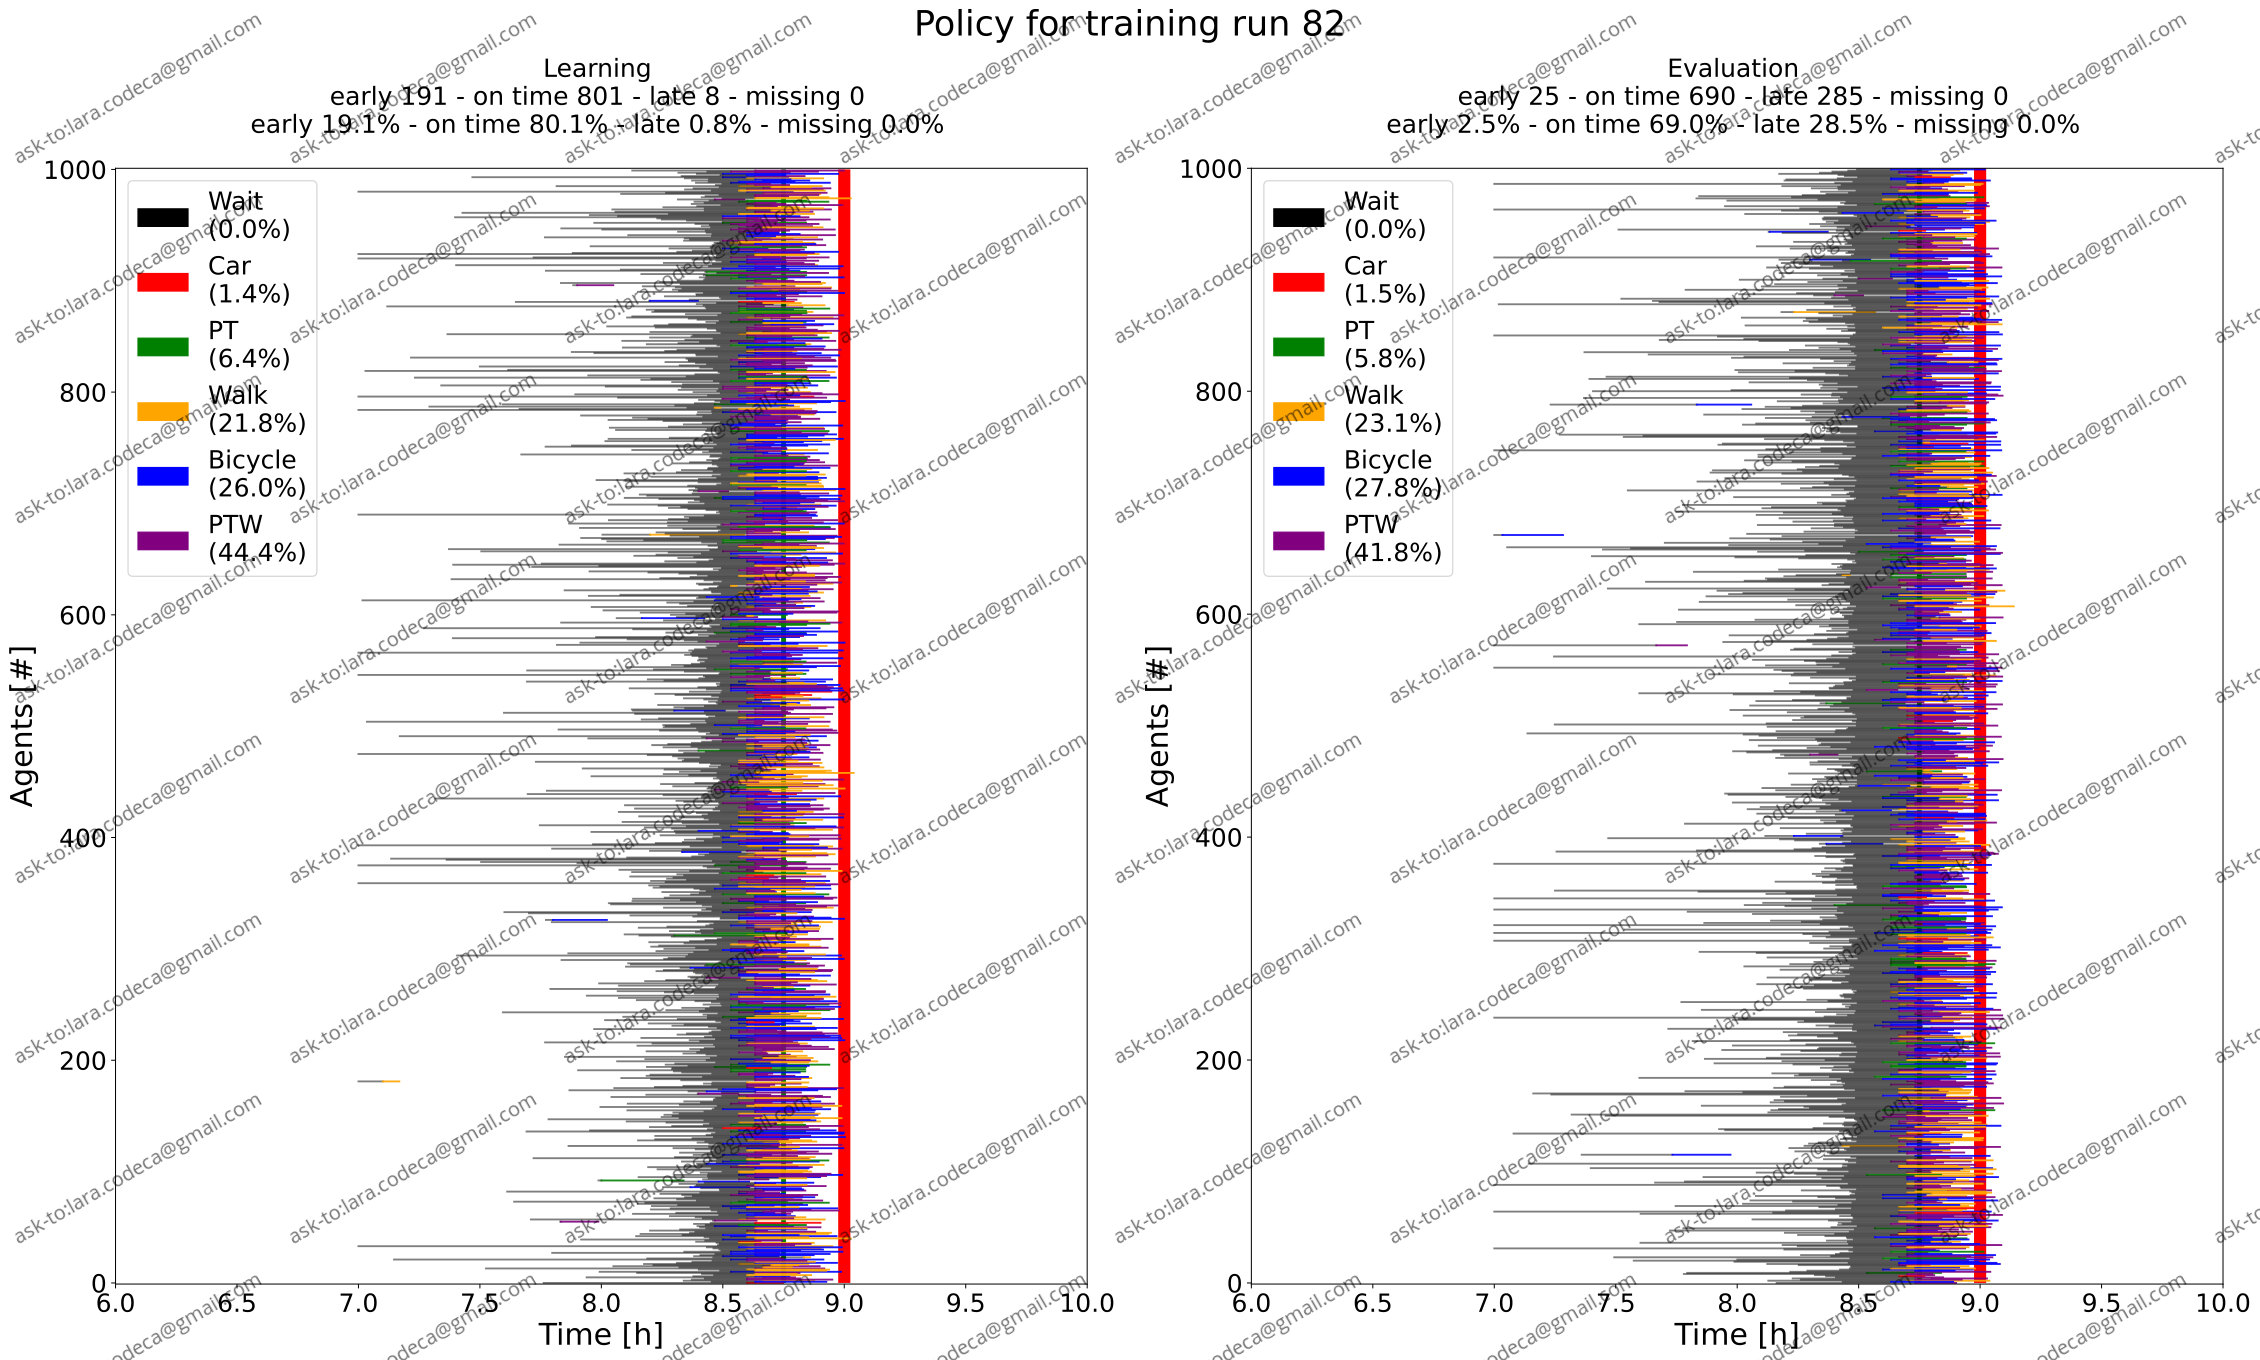 Policy for training run 82
Learning
early 191 - on time 801 - late 8 - missing 0
early 19.1% - on time 80.1% - late 0.8% - missing 0.0%
Agents [#]
1000
800
600
400
200
0
Wait
(0.0%)
Car
(1.4%)
PT
(6.4%)
Walk
(21.8%)
Bicycle
(26.0%)
PTW
(44.4%)
6.0 6.5 7.0 7.5 8.0 8.5 9.0 9.5 10.0
Time [h]
Evaluation
early 25 - on time 690 - late 285 - missing 0
early 2.5% - on time 69.0% - late 28.5% - missing 0.0%
Agents [#]
1000
800
600
400
200
0
Wait
(0.0%)
Car
(1.5%)
PT
(5.8%)
Walk
(23.1%)
Bicycle
(27.8%)
PTW
(41.8%)
6.0 6.5 7.0 7.5 8.0 8.5 9.0 9.5 10.0
Time [h]
ask-to:lara.codeca@gmail.com